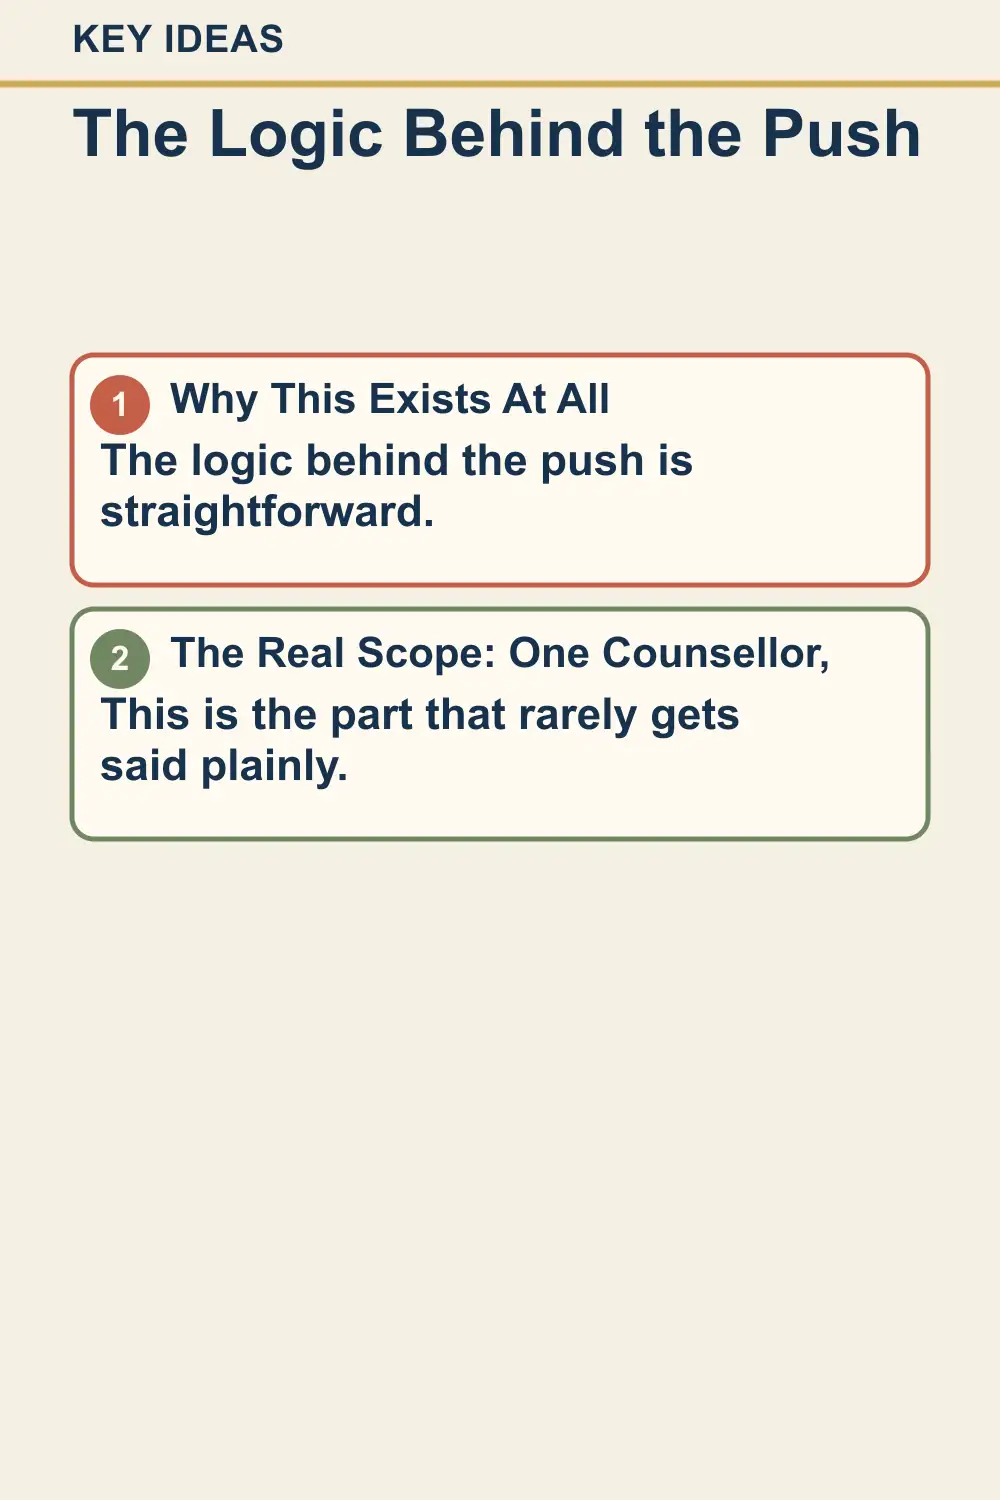 KEY IDEAS
The Logic Behind the Push
1 Why This Exists At All
The logic behind the push is
straightforward.
2 The Real Scope: One Counsellor,
This is the part that rarely gets
said plainly.